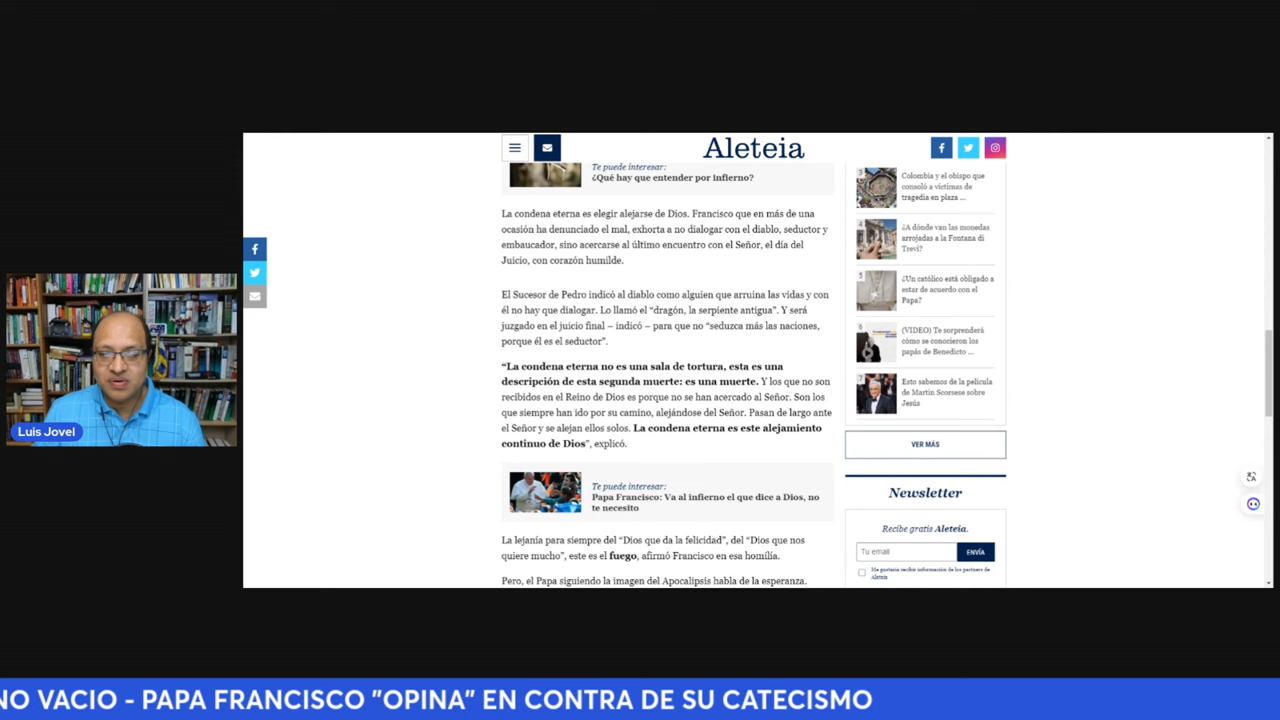 Aleteia
Te puede interesar:
¿Qué hay que entender por infierno?
La condena eterna es elegir alejarse de Dios. Francisco que en más de una
ocasión ha denunciado el mal, exhorta a no dialogar con el diablo, seductor y
embaucador, sino acercarse al último encuentro con el Señor, el día del
Juicio, con corazón humilde.
El Sucesor de Pedro indicó al diablo como alguien que arruina las vidas y con
él no hay que dialogar. Lo llamó el “dragón, la serpiente antigua”. Y será
juzgado en el juicio final – indicó – para que no “seduzca más las naciones,
porque él es el seductor”.
“La condena eterna no es una sala de tortura, esta es una
descripción de esta segunda muerte: es una muerte. Y los que no son
recibidos en el Reino de Dios es porque no se han acercado al Señor. Son los
que siempre han ido por su camino, alejándose del Señor. Pasan de largo ante
el Señor y se alejan ellos solos. La condena eterna es este alejamiento
continuo de Dios”, explicó.
Te puede interesar:
Papa Francisco: Va al infierno el que dice a Dios, no
te necesito
La lejanía para siempre del “Dios que da la felicidad”, del “Dios que nos
quiere mucho”, este es el fuego, afirmó Francisco en esa homilía.
Pero, el Papa siguiendo la imagen del Apocalipsis habla de la esperanza.
3
Colombia y el obispo que
consoló a víctimas de
tragedia en plaza ...
4
¿A dónde van las monedas
arrojadas a la Fontana di
Trevi?
5
¿Un católico está obligado a
estar de acuerdo con el
Papa?
6
(VIDEO) Te sorprenderá
cómo se conocieron los
papás de Benedicto ...
7
Esto sabemos de la película
de Martin Scorsese sobre
Jesús
VER MÁS
Newsletter
Recibe gratis Aleteia.
Tu email
ENVÍA
Me gustaría recibir información de los partners de
Aleteia
Luis Jovel
NO VACIO - PAPA FRANCISCO "OPINA" EN CONTRA DE SU CATECISMO